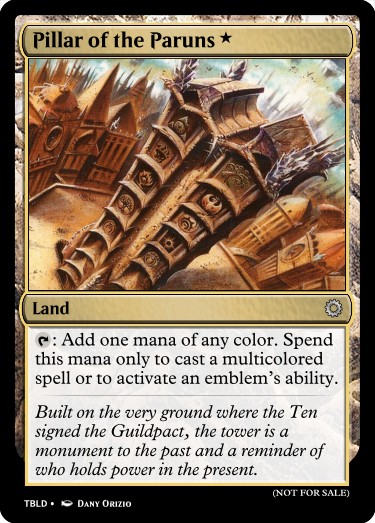 Pillar of the Paruns ★
Land
: Add one mana of any color. Spend
this mana only to cast a multicolored
spell or to activate an emblem's ability.
Built on the very ground where the Ten
signed the Guildpact, the tower is a
monument to the past and a reminder of
who holds power in the present.
(NOT FOR SALE)
TBLD • Dany Orizio